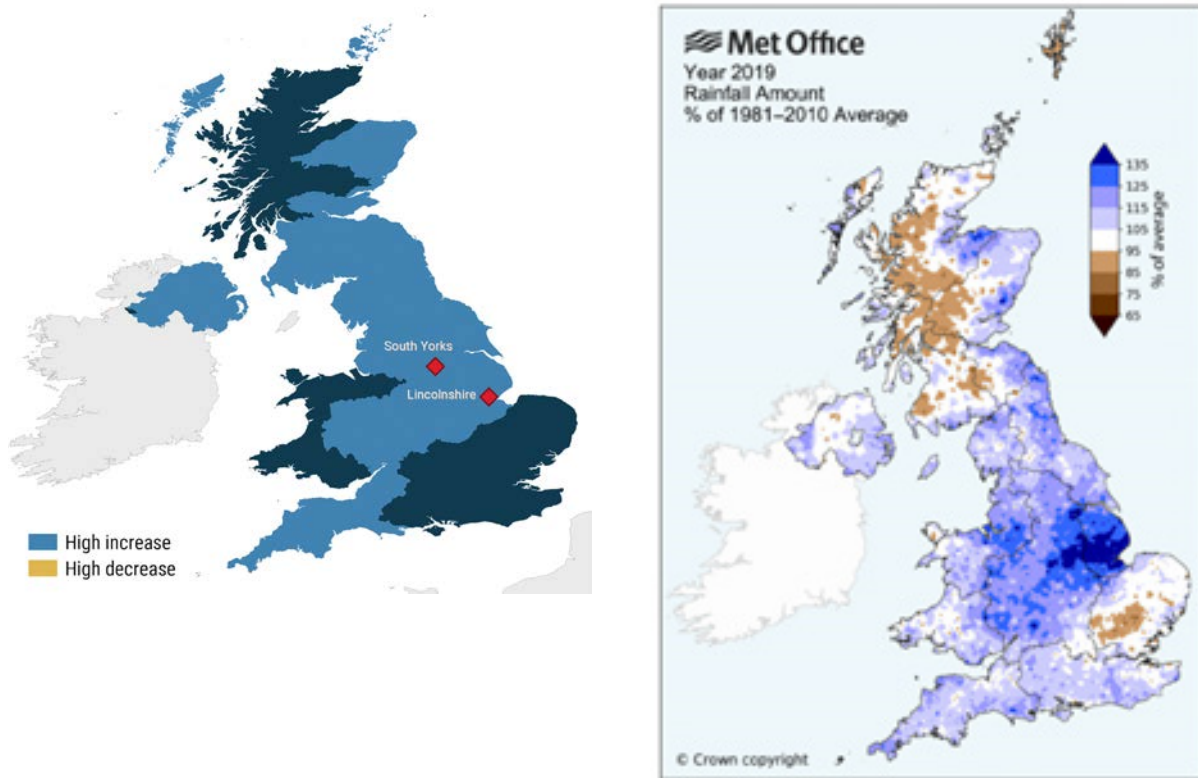 South Yorks
Lincolnshire
High increase
High decrease
Met Office
Year 2019
Rainfall Amount
% of 1981–2010 Average
135
125
115
105
95
85
75
65
% of average
© Crown copyright